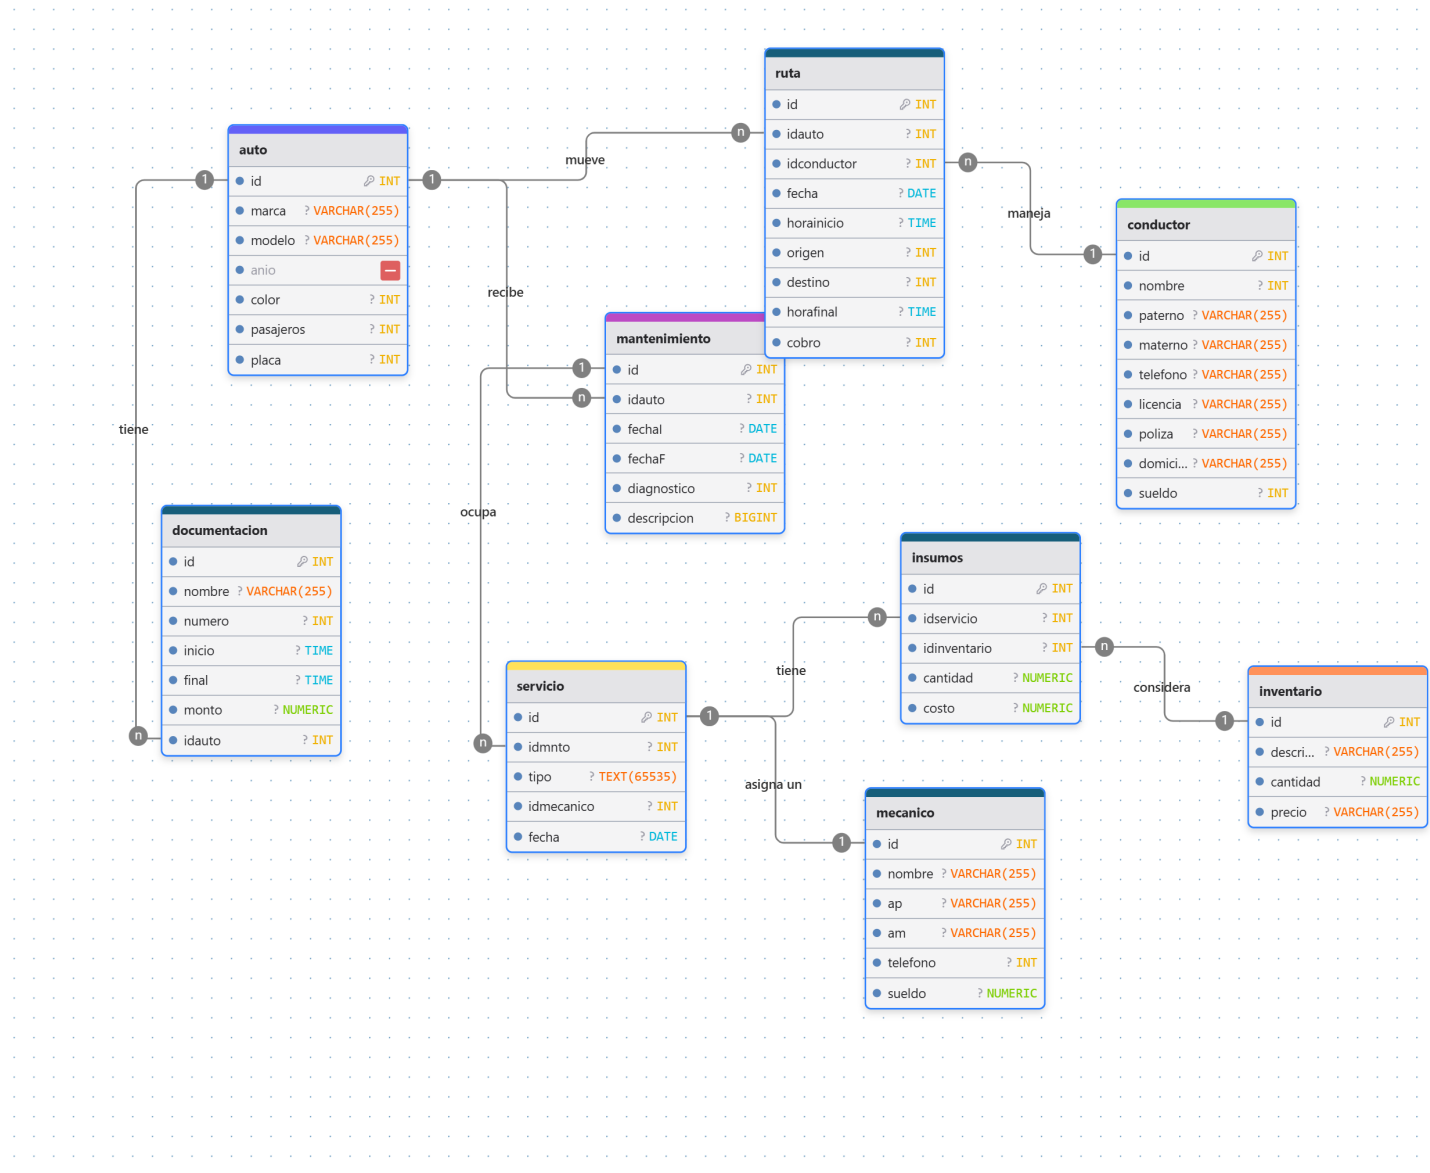 auto
id INT
marca ? VARCHAR(255)
modelo ? VARCHAR(255)
anio
color ? INT
pasajeros ? INT
placa ? INT
ruta
id INT
idauto ? INT
idconductor ? INT
fecha ? DATE
horainicio ? TIME
origen ? INT
destino ? INT
horafinal ? TIME
cobro ? INT
conductor
id INT
nombre ? INT
paterno ? VARCHAR(255)
materno ? VARCHAR(255)
telefono ? VARCHAR(255)
licencia ? VARCHAR(255)
poliza ? VARCHAR(255)
domici... ? VARCHAR(255)
sueldo ? INT
mantenimiento
id INT
idauto ? INT
fechaI ? DATE
fechaF ? DATE
diagnostico ? INT
descripcion ? BIGINT
documentacion
id INT
nombre ? VARCHAR(255)
numero ? INT
inicio ? TIME
final ? TIME
monto ? NUMERIC
idauto ? INT
insumos
id INT
idservicio ? INT
idinventario ? INT
cantidad ? NUMERIC
costo ? NUMERIC
servicio
id INT
idmnto ? INT
tipo ? TEXT(65535)
idmecanico ? INT
fecha ? DATE
inventario
id INT
descri... ? VARCHAR(255)
cantidad ? NUMERIC
precio ? VARCHAR(255)
mecanico
id INT
nombre ? VARCHAR(255)
ap ? VARCHAR(255)
am ? VARCHAR(255)
telefono ? INT
sueldo ? NUMERIC
1 mueve n
n maneja 1
recibe n
1 tiene n
1 ocupa n
1 tiene n
n considera 1
asigna un 1